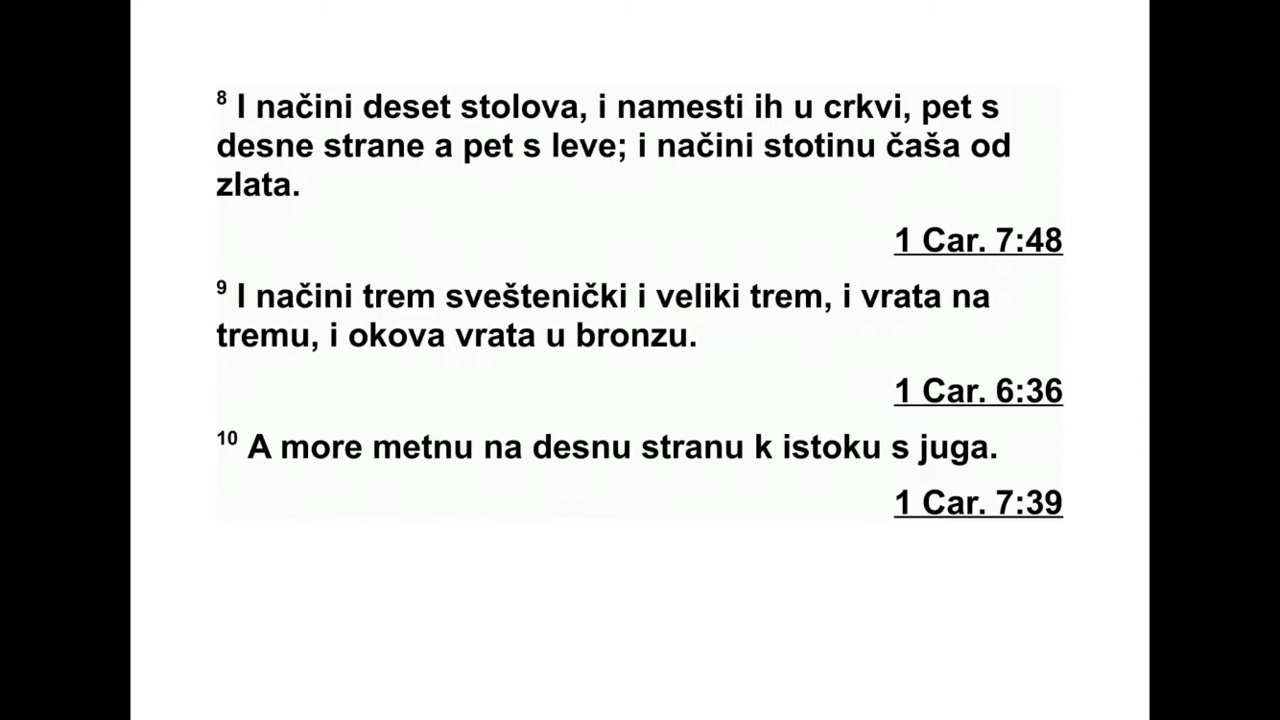 8 I načini deset stolova, i namesti ih u crkvi, pet s
desne strane a pet s leve; i načini stotinu čaša od
zlata.
1 Car. 7:48
9 I načini trem sveštenički i veliki trem, i vrata na
tremu, i okova vrata u bronzu.
1 Car. 6:36
10 A more metnu na desnu stranu k istoku s juga.
1 Car. 7:39